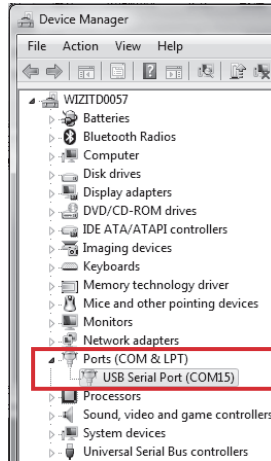 Device Manager
File Action View Help
WIZITD0057
Batteries
Bluetooth Radios
Computer
Disk drives
Display adapters
DVD/CD-ROM drives
IDE ATA/ATAPI controllers
Imaging devices
Keyboards
Memory technology driver
Mice and other pointing devices
Monitors
Network adapters
Ports (COM & LPT)
USB Serial Port (COM15)
Processors
Sound, video and game controllers
System devices
Universal Serial Bus controllers